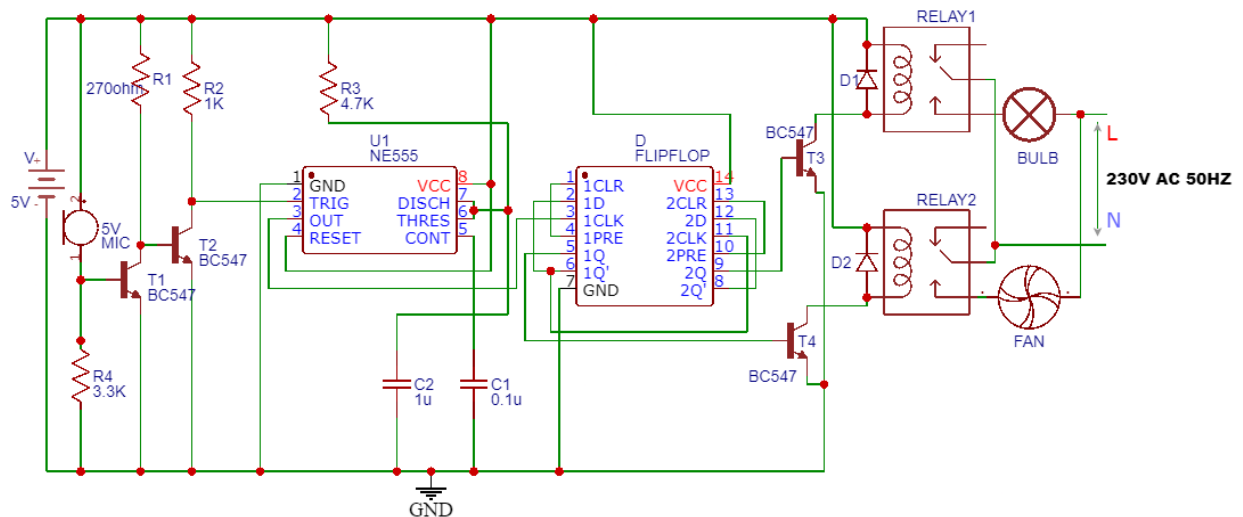 RELAY1
R1
270ohm
R2
1K
R3
4.7K
D1
BC547
T3
L
BULB
230V AC 50HZ
N
U1
NE555
1 GND VCC 8
2 TRIG DISCH 7
3 OUT THRES 6
4 RESET CONT 5
D
FLIPFLOP
1 1CLR VCC 14
2 1D 2CLR 13
3 1CLK 2D 12
4 1PRE 2CLK 11
5 1Q 2PRE 10
6 1Q' 2Q 9
7 GND 2Q' 8
V+
5V -
2
5V
MIC
1
T2
BC547
T1
BC547
RELAY2
D2
FAN
T4
BC547
R4
3.3K
C2
1u
C1
0.1u
GND